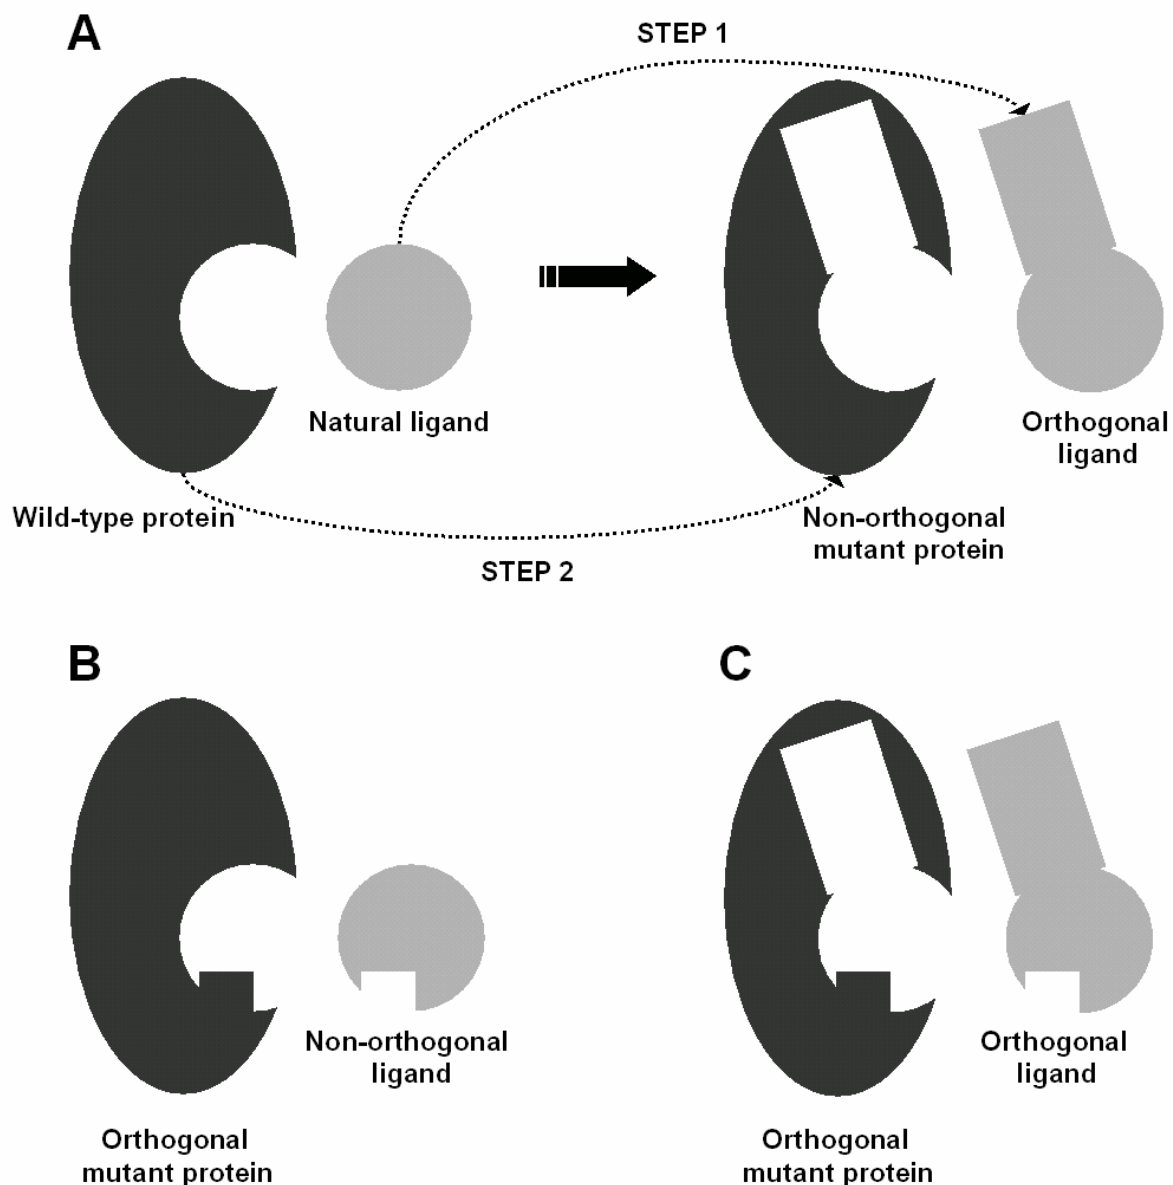 A
STEP 1
Natural ligand
Orthogonal
ligand
Wild-type protein
Non-orthogonal
mutant protein
STEP 2
B
C
Non-orthogonal
ligand
Orthogonal
ligand
Orthogonal
mutant protein
Orthogonal
mutant protein